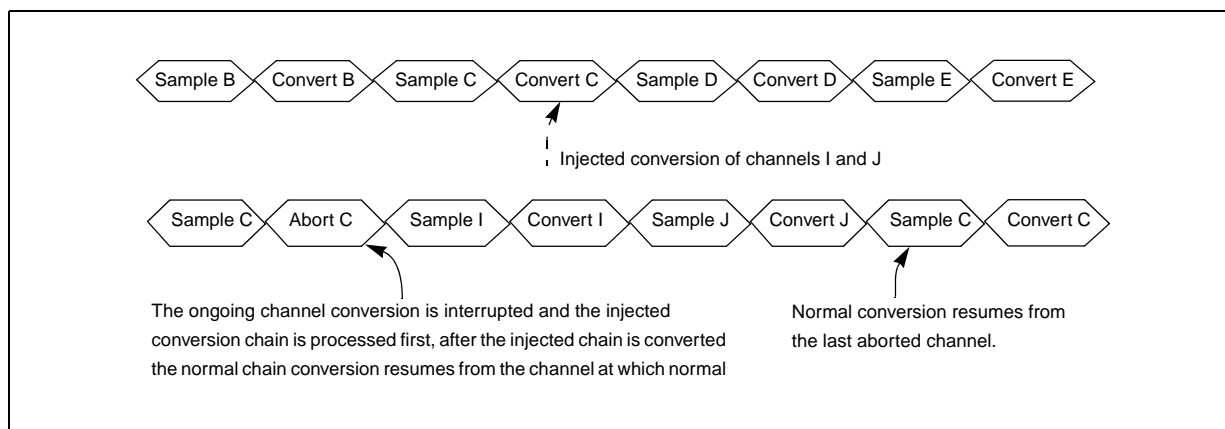 Sample B Convert B Sample C Convert C Sample D Convert D Sample E Convert E
Injected conversion of channels I and J
Sample C Abort C Sample I Convert I Sample J Convert J Sample C Convert C
The ongoing channel conversion is interrupted and the injected
conversion chain is processed first, after the injected chain is converted
the normal chain conversion resumes from the channel at which normal
Normal conversion resumes from
the last aborted channel.